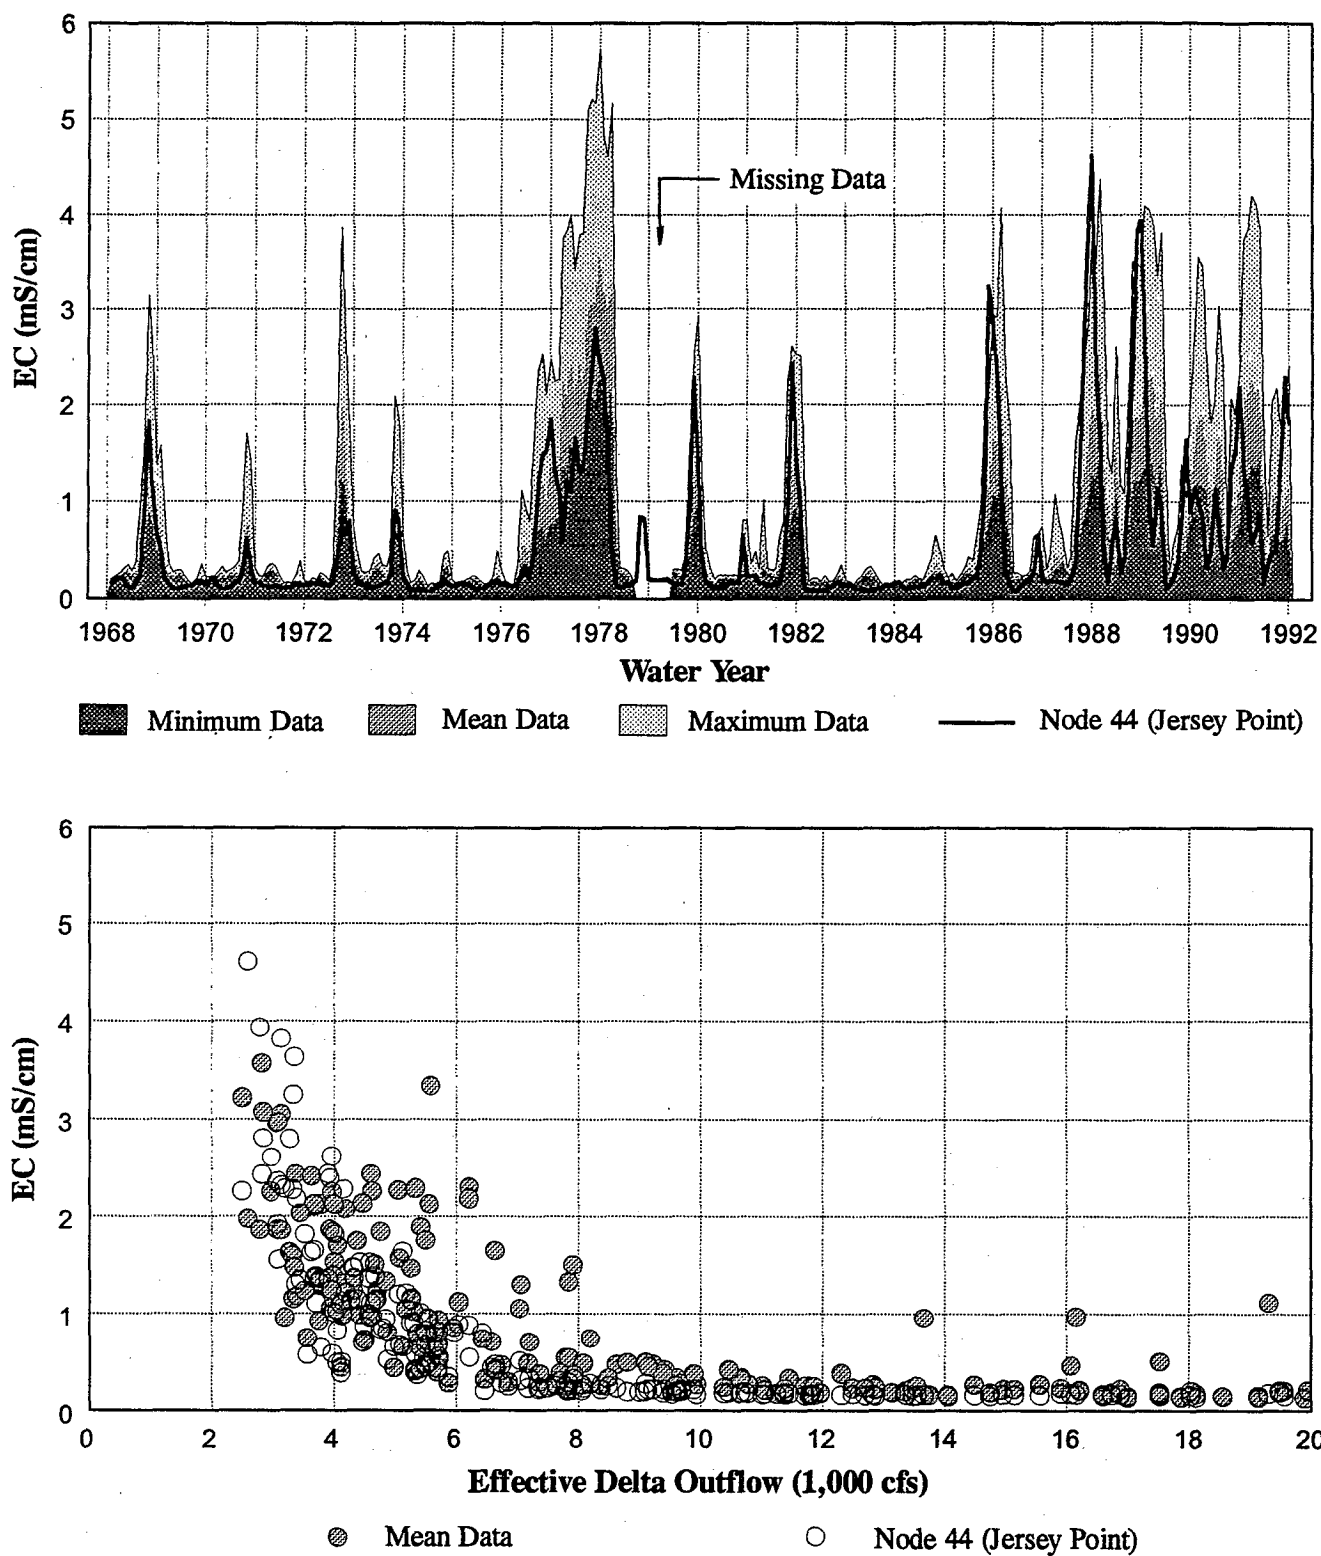 6
5
4
3
2
1
0
EC (mS/cm)
Missing Data
1968 1970 1972 1974 1976 1978 1980 1982 1984 1986 1988 1990 1992
Water Year
Minimum Data Mean Data Maximum Data Node 44 (Jersey Point)
6
5
4
3
2
1
0
EC (mS/cm)
0 2 4 6 8 10 12 14 16 18 20
Effective Delta Outflow (1,000 cfs)
Mean Data Node 44 (Jersey Point)